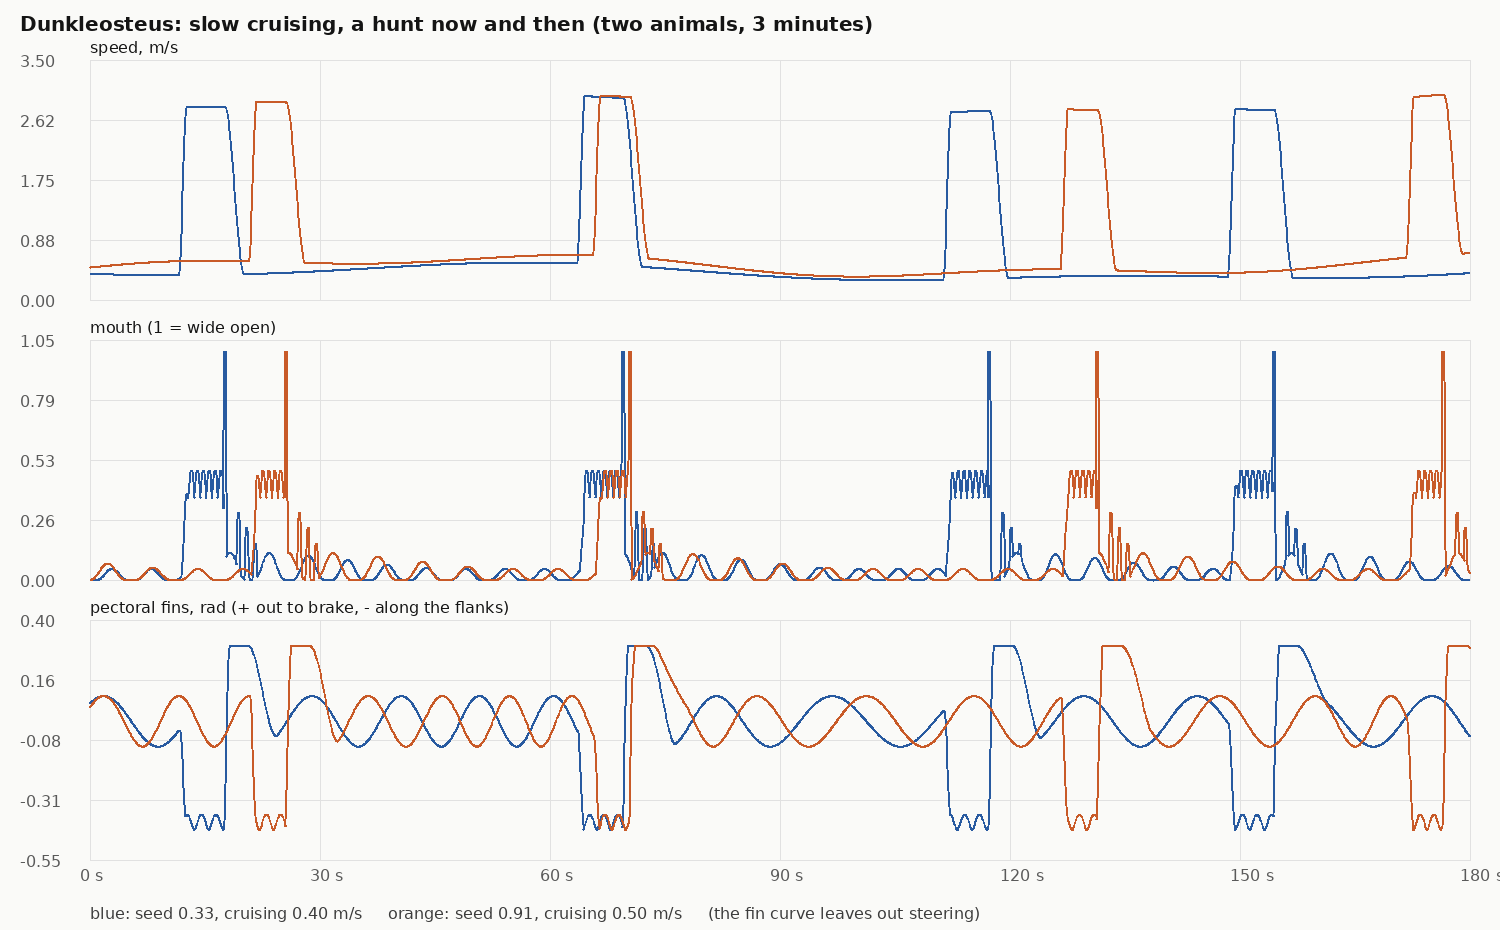 Dunkleosteus: slow cruising, a hunt now and then (two animals, 3 minutes)
speed, m/s
3.50
2.62
1.75
0.88
0.00
mouth (1 = wide open)
1.05
0.79
0.53
0.26
0.00
pectoral fins, rad (+ out to brake, - along the flanks)
0.40
0.16
-0.08
-0.31
-0.55
0 s 30 s 60 s 90 s 120 s 150 s 180 s
blue: seed 0.33, cruising 0.40 m/s orange: seed 0.91, cruising 0.50 m/s (the fin curve leaves out steering)